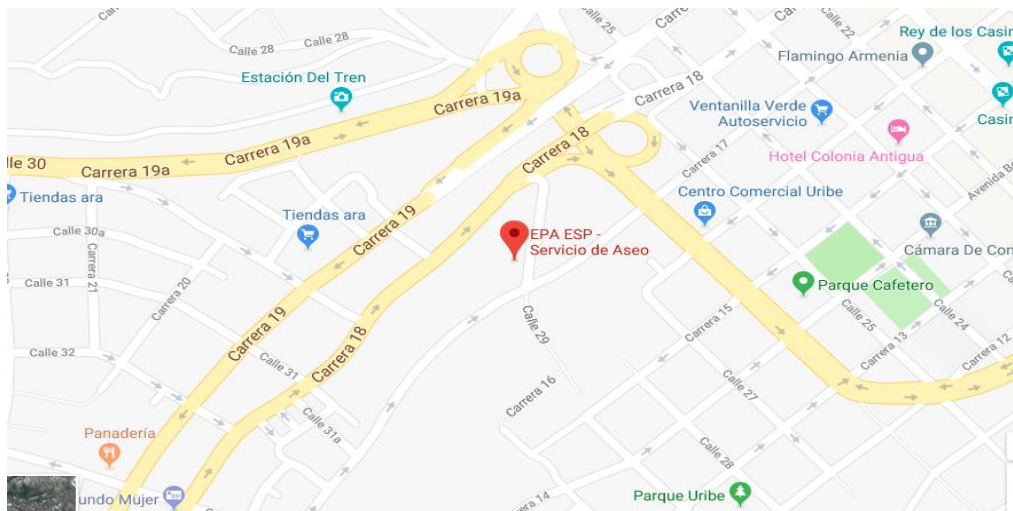 Calle 25
Carrera
Calle 22
Rey de los Casin
Calle 28
Calle 28
Flamingo Armenia
Estación Del Tren
Carrera 18
Carrera 19a
Ventanilla Verde
Autoservicio
Casin
Carrera 18
Carrera 17
Hotel Colonia Antigua
Carrera 19a
lle 30
Carrera 19a
Avenida Bo
Tiendas ara
Centro Comercial Uribe
Tiendas ara
Carrera 19
EPA ESP -
Servicio de Aseo
Calle 30a
Cámara De Com
Calle 21
Carrera 20
Calle 31
Parque Cafetero
Calle 29
Carrera 15
Calle 25
Calle 24
Carrera 19
Carrera 18
Carrera 13
Carrera 12
Calle 32
Calle 31
Carrera 16
Calle 27
Calle 31a
Panadería
Calle 28
undo Mujer
Carrera 14
Parque Uribe